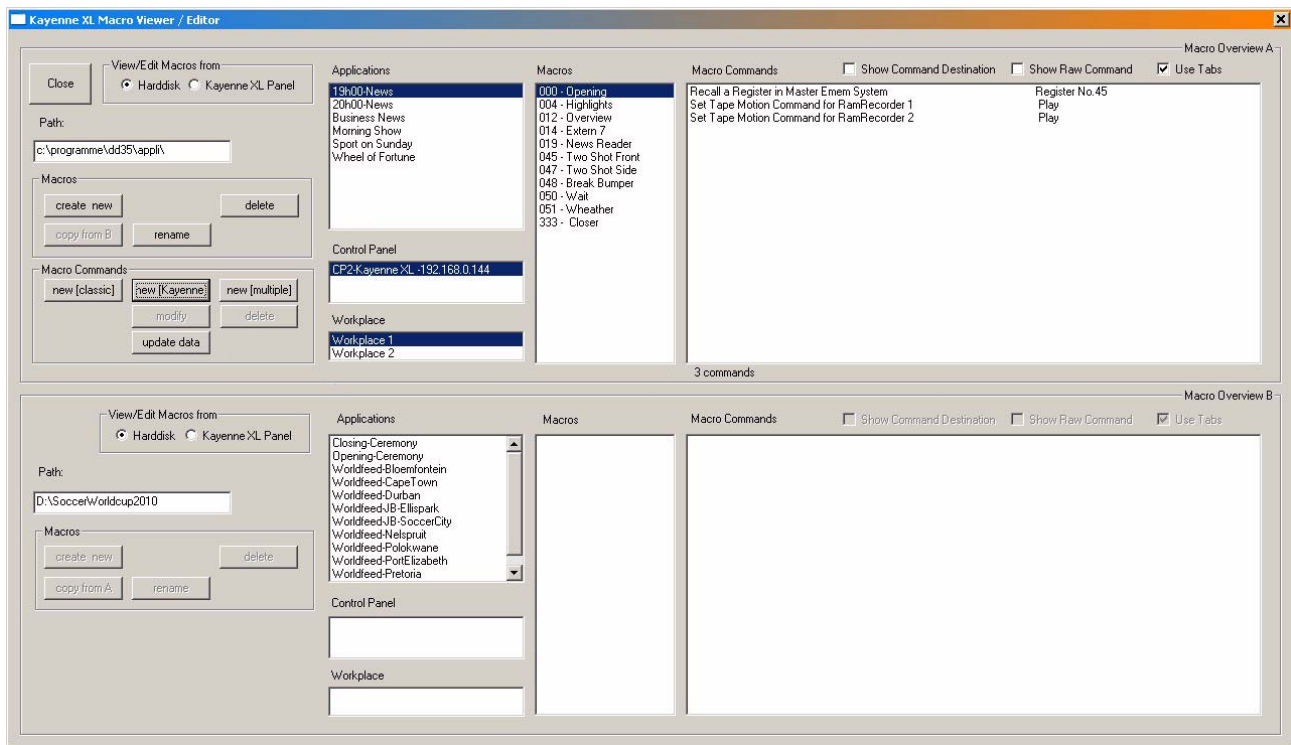 Kayenne XL Macro Viewer / Editor
Macro Overview A
Close
View/Edit Macros from
Harddisk
Kayenne XL Panel
Path:
c:\programme\dd35\appli\
Macros
create new
delete
copy from B
rename
Macro Commands
new [classic]
new [Kayenne]
new [multiple]
modify
delete
update data
Applications
19h00-News
20h00-News
Business News
Morning Show
Sport on Sunday
Wheel of Fortune
Control Panel
CP2-Kayenne XL -192.168.0.144
Workplace
Workplace 1
Workplace 2
Macros
000 - Opening
004 - Highlights
012 - Overview
014 - Extern 7
019 - News Reader
045 - Two Shot Front
047 - Two Shot Side
048 - Break Bumper
050 - Wait
051 - Wheather
333 - Closer
Macro Commands
Show Command Destination
Show Raw Command
Use Tabs
Recall a Register in Master Emem System Register No.45
Set Tape Motion Command for RamRecorder 1 Play
Set Tape Motion Command for RamRecorder 2 Play
3 commands
Macro Overview B
View/Edit Macros from
Harddisk
Kayenne XL Panel
Path:
D:\SoccerWorldcup2010
Macros
create new
delete
copy from A
rename
Applications
Closing-Ceremony
Opening-Ceremony
Worldfeed-Bloemfontein
Worldfeed-CapeTown
Worldfeed-Durban
Worldfeed-JB-Ellispark
Worldfeed-JB-SoccerCity
Worldfeed-Nelspruit
Worldfeed-Polokwane
Worldfeed-PortElizabeth
Worldfeed-Pretoria
Control Panel
Workplace
Macros
Macro Commands
Show Command Destination
Show Raw Command
Use Tabs